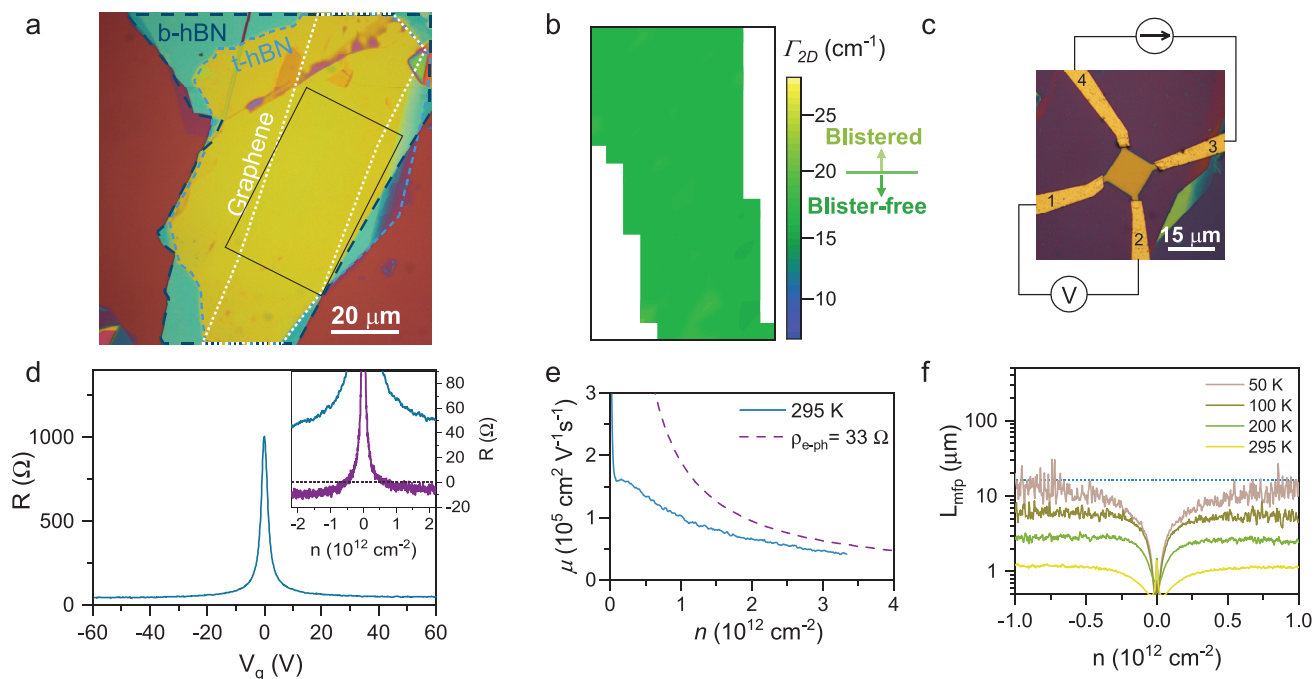 a
b-hBN
t-hBN
Graphene
20 μm
b
Γ2D (cm-1)
25
20
15
10
Blistered
Blister-free
c
4
3
1
2
15 μm
V
d
R (Ω)
1000
500
0
-60 -40 -20 0 20 40 60
Vg (V)
80
60
40
20
0
-20
R (Ω)
-2 -1 0 1 2
n (10^12 cm-2)
e
μ (10^5 cm^2 V-1s-1)
3
2
1
0
0 1 2 3 4
n (10^12 cm-2)
295 K
ρe-ph= 33 Ω
f
Lmfp (μm)
100
10
1
-1.0 -0.5 0.0 0.5 1.0
n (10^12 cm-2)
50 K
100 K
200 K
295 K